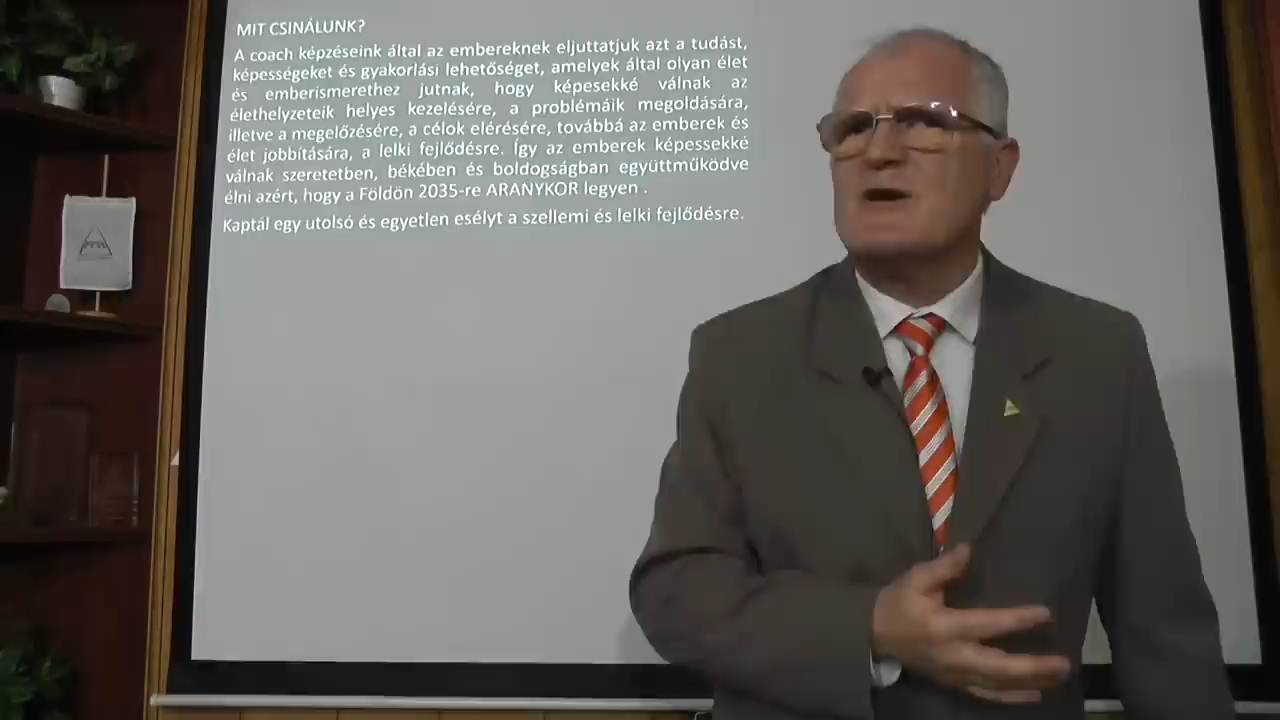 MIT CSINÁLUNK?
A coach képzéseink által az embereknek eljuttatjuk azt a tudást,
képességeket és gyakorlási lehetőséget, amelyek által olyan élet
és emberismerethez jutnak, hogy képesekké válnak az
élethelyzeteik helyes kezelésére, a problémáik megoldására,
illetve a megelőzésére, a célok elérésére, továbbá az emberek és
élet jobbítására, a lelki fejlődésre. Így az emberek képessekké
válnak szeretetben, békében és boldogságban együttműködve
élni azért, hogy a Földön 2035-re ARANYKOR legyen .
Kaptál egy utolsó és egyetlen esélyt a szellemi és lelki fejlődésre.